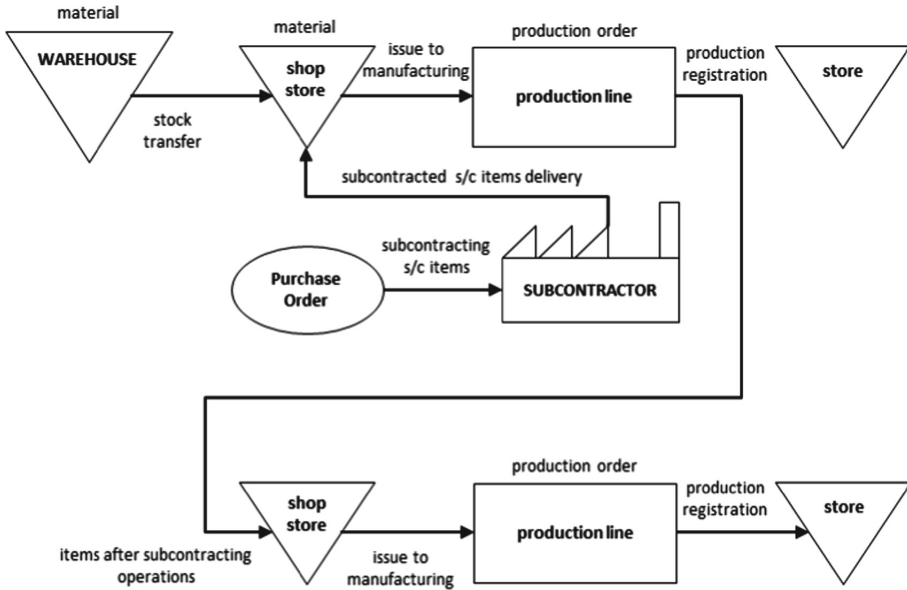 material
WAREHOUSE
stock
transfer
material
shop
store
issue to
manufacturing
production order
production line
production
registration
store
subcontracted s/c items delivery
Purchase
Order
subcontracting
s/c items
SUBCONTRACTOR
items after subcontracting
operations
shop
store
issue to
manufacturing
production order
production line
production
registration
store